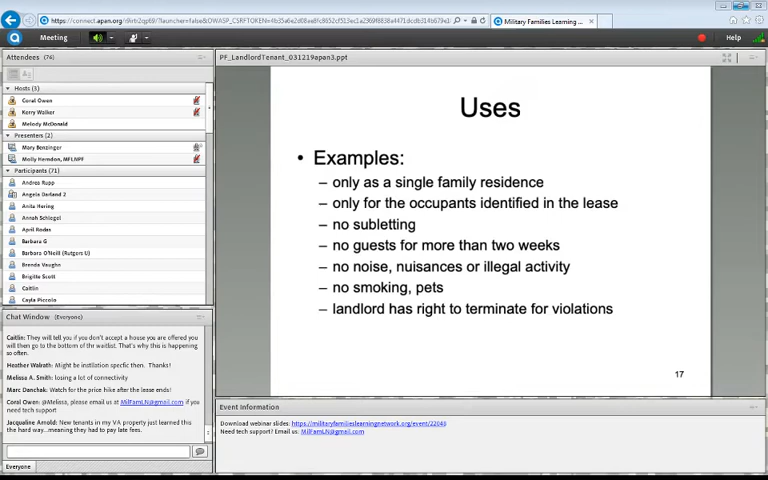 Military Families Learning ...
Meeting
Help
Attendees (76)
Hosts (3)
Coral Owen
Kerry Walker
Melody McDonald
Presenters (2)
Mary Benzinger
Molly Herndon, MFLNPF
Participants (71)
Andrea Rupp
Angela Dorland 2
Anita Hering
Annah Schlegel
April Roden
Barbara G
Barbara O'Neill (Rutgers U)
Brenda Vaughn
Brigitte Scott
Caitlin
Cayla Piccolo
Chat Window (Everyone)
Caitlin: They will tell you if you don't accept a house you are offered you
will then go to the bottom of the waitlist. That's why this is happening
so often.
Heather Walrath: Might be instillation specific then. Thanks!
Melissa A. Smith: losing a lot of connectivity
Marc Danchak: Watch for the price hike after the lease ends!
Coral Owen: @Melissa, please email us at MilFamLN@gmail.com if you
need tech support?
Jacqueline Arnold: New tenants in my VA property just learned this
the hard way...meaning they had to pay late fees.
Everyone
PF_LandlordTenant_031219apan3.ppt
Uses
• Examples:
– only as a single family residence
– only for the occupants identified in the lease
– no subletting
– no guests for more than two weeks
– no noise, nuisances or illegal activity
– no smoking, pets
– landlord has right to terminate for violations
17
Event Information
Download webinar slides: https://militaryfamilieslearningnetwork.org/event/22040
Need tech support? Email us: MilFamLN@gmail.com